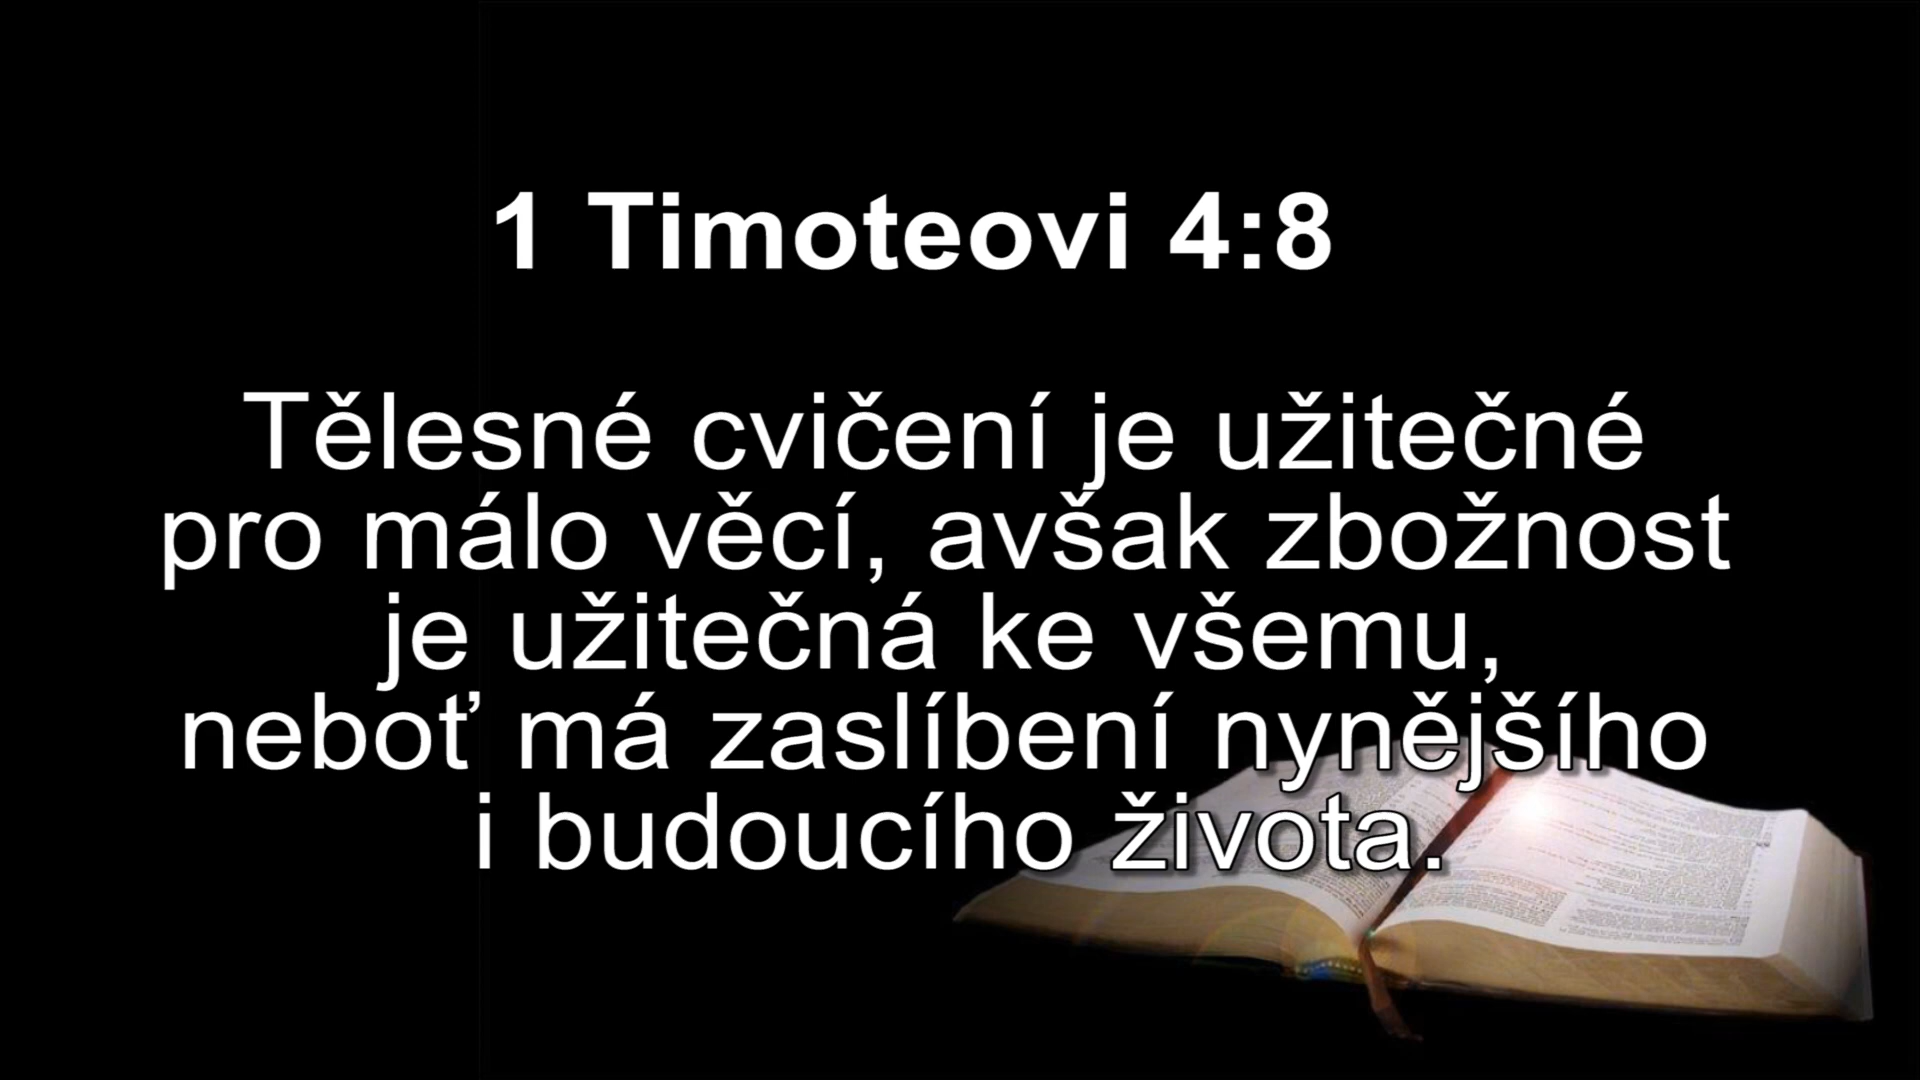 1 Timoteovi 4:8
Tělesné cvičení je užitečné
pro málo věcí, avšak zbožnost
je užitečná ke všemu,
neboť má zaslíbení nynějšího
i budoucího života.